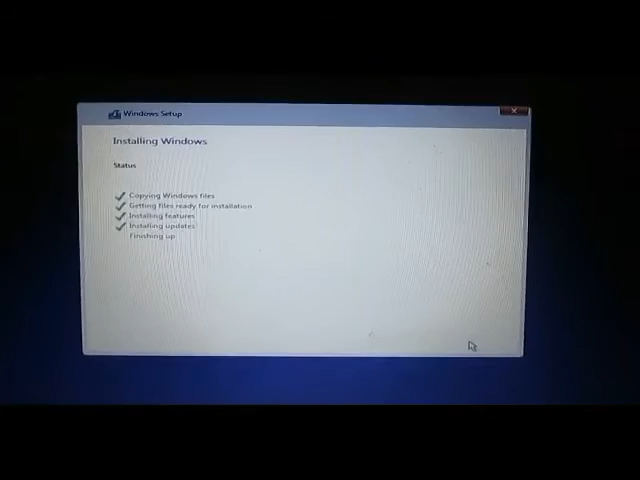 Windows Setup
Installing Windows
Status
Copying Windows files
Getting files ready for installation
Installing features
Installing updates
Finishing up